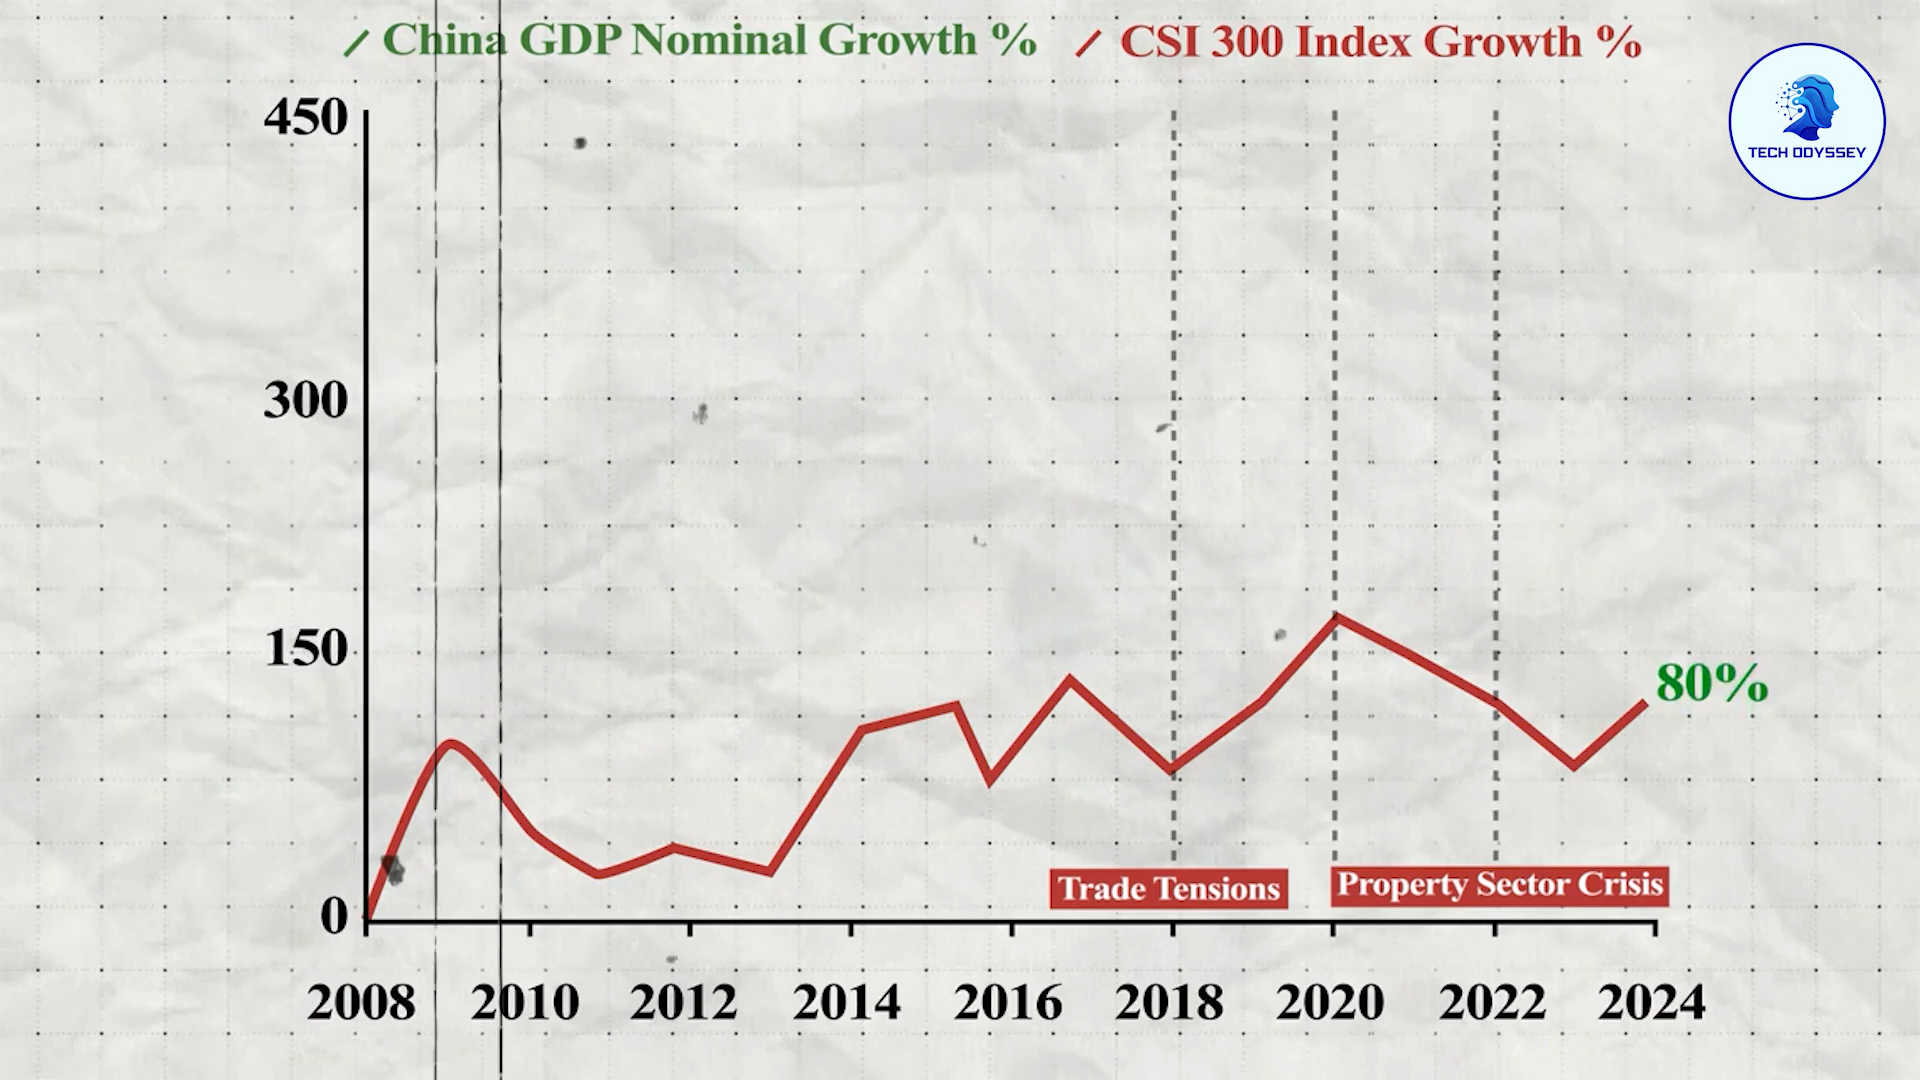 China GDP Nominal Growth %
CSI 300 Index Growth %
TECH ODYSSEY
450
300
150
0
80%
Trade Tensions
Property Sector Crisis
2008
2010
2012
2014
2016
2018
2020
2022
2024